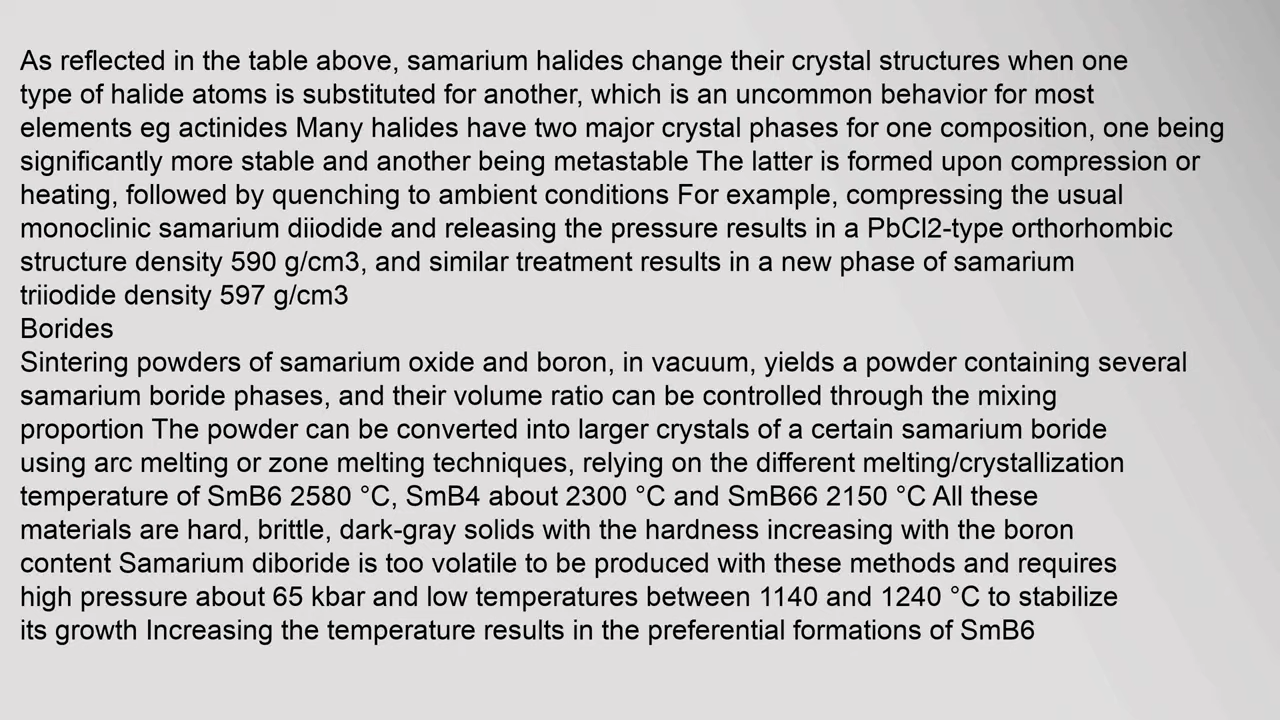 As reflected in the table above, samarium halides change their crystal structures when one
type of halide atoms is substituted for another, which is an uncommon behavior for most
elements eg actinides Many halides have two major crystal phases for one composition, one being
significantly more stable and another being metastable The latter is formed upon compression or
heating, followed by quenching to ambient conditions For example, compressing the usual
monoclinic samarium diiodide and releasing the pressure results in a PbCl2-type orthorhombic
structure density 590 g/cm3, and similar treatment results in a new phase of samarium
triiodide density 597 g/cm3
Borides
Sintering powders of samarium oxide and boron, in vacuum, yields a powder containing several
samarium boride phases, and their volume ratio can be controlled through the mixing
proportion The powder can be converted into larger crystals of a certain samarium boride
using arc melting or zone melting techniques, relying on the different melting/crystallization
temperature of SmB6 2580 °C, SmB4 about 2300 °C and SmB66 2150 °C All these
materials are hard, brittle, dark-gray solids with the hardness increasing with the boron
content Samarium diboride is too volatile to be produced with these methods and requires
high pressure about 65 kbar and low temperatures between 1140 and 1240 °C to stabilize
its growth Increasing the temperature results in the preferential formations of SmB6